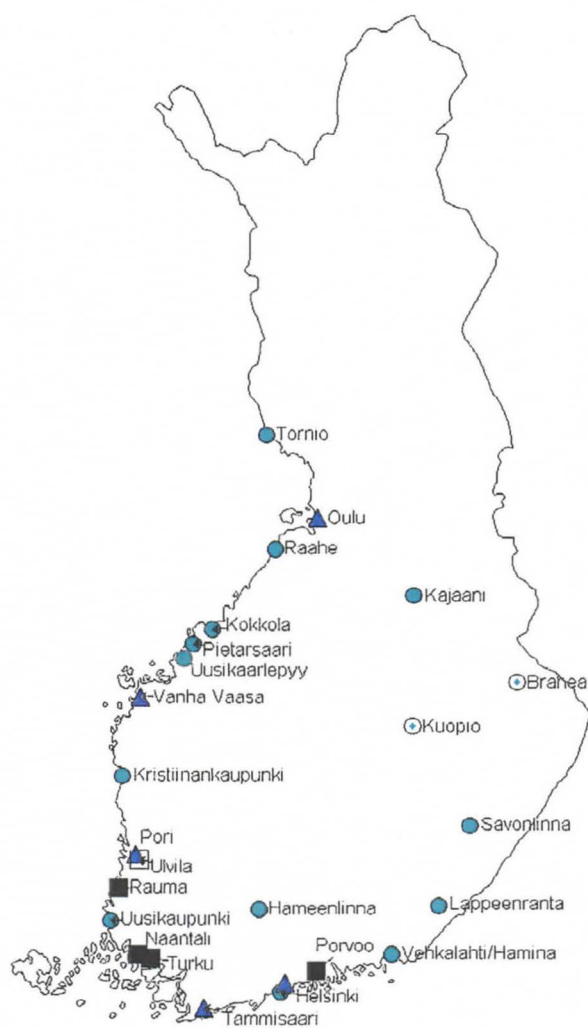 Tornio
Oulu
Raahe
Kajaani
Kokkola
Pietarsaari
Uusikaarlepyy
Brahea
Vanha Vaasa
Kuopio
Kristiinankaupunki
Savonlinna
Pori
Ulvila
Rauma
Lappeenranta
Hameenlinna
Uusikaupunki
Naantali
Porvoo
Vehkalahti/Hamina
Turku
Helsinki
Tammisaari